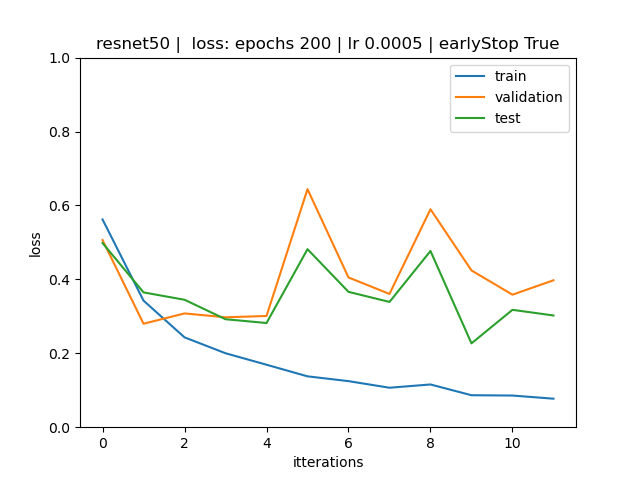 resnet50 |  loss: epochs 200 | lr 0.0005 | earlyStop True
train
validation
test
loss
1.0
0.8
0.6
0.4
0.2
0.0
0 2 4 6 8 10
itterations